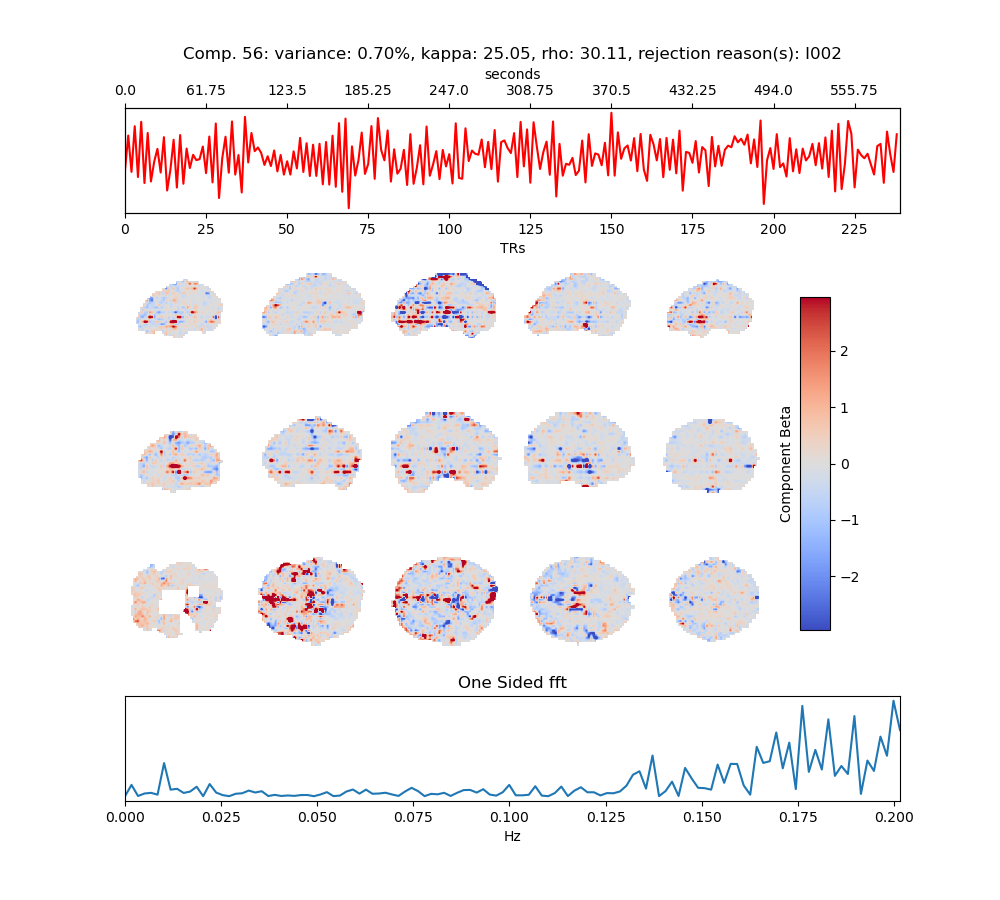 Comp. 56: variance: 0.70%, kappa: 25.05, rho: 30.11, rejection reason(s): I002
seconds
0.0 61.75 123.5 185.25 247.0 308.75 370.5 432.25 494.0 555.75
0 25 50 75 100 125 150 175 200 225
TRs
2
1
0
−1
−2
Component Beta
One Sided fft
0.000 0.025 0.050 0.075 0.100 0.125 0.150 0.175 0.200
Hz